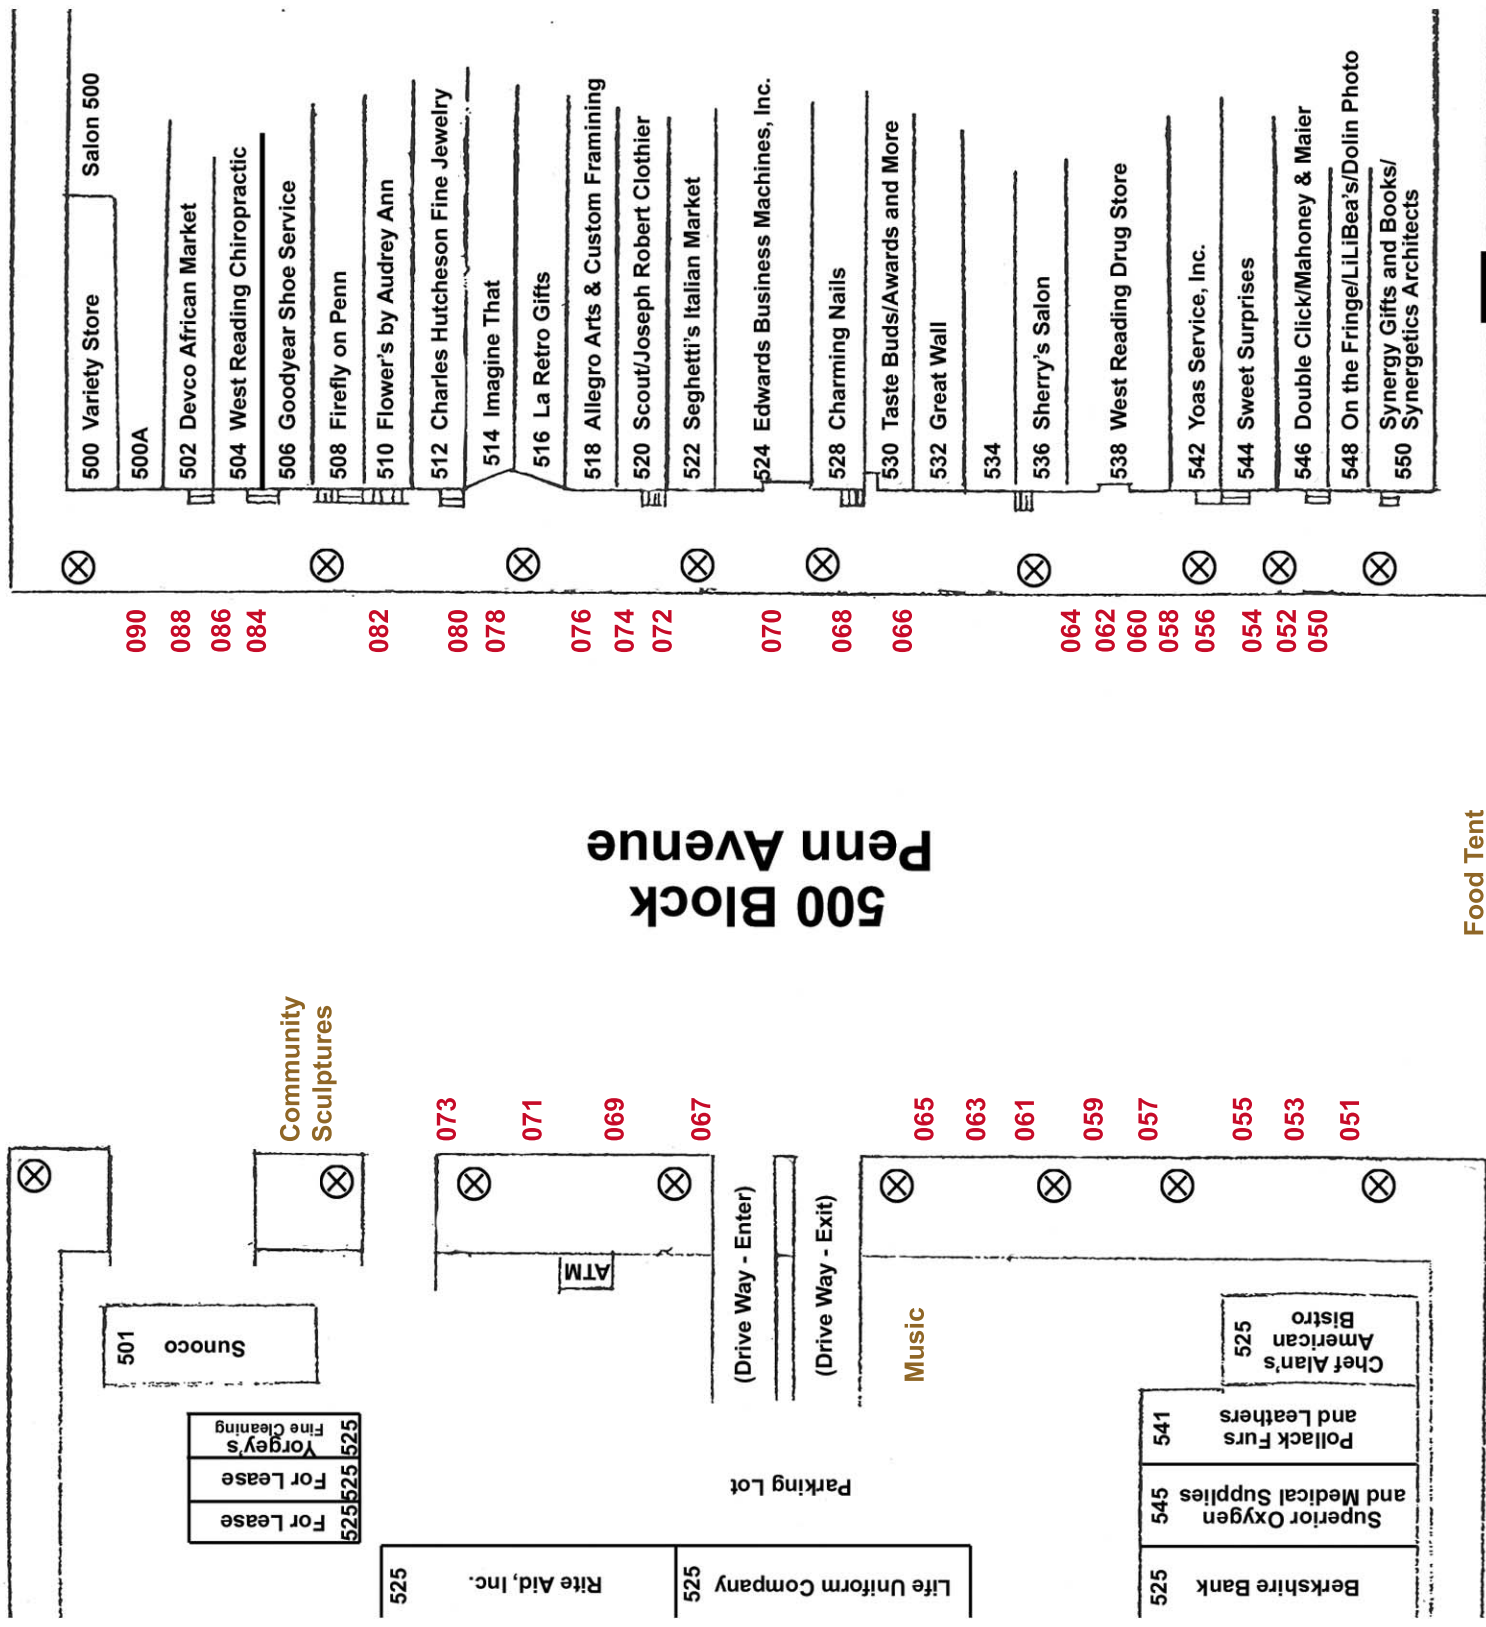 Salon 500
500 Variety Store
500A
502 Devco African Market
504 West Reading Chiropractic
506 Goodyear Shoe Service
508 Firefly on Penn
510 Flower's by Audrey Ann
512 Charles Hutcheson Fine Jewelry
514 Imagine That
516 La Retro Gifts
518 Allegro Arts & Custom Framining
520 Scout/Joseph Robert Clothier
522 Seghetti's Italian Market
524 Edwards Business Machines, Inc.
528 Charming Nails
530 Taste Buds/Awards and More
532 Great Wall
534
536 Sherry's Salon
538 West Reading Drug Store
542 Yoas Service, Inc.
544 Sweet Surprises
546 Double Click/Mahoney & Maier
548 On the Fringe/LiLiBea's/Dolin Photo
Synergy Gifts and Books/
550 Synergetics Architects
090
088
086
084
082
080
078
076
074
072
070
068
066
064
062
060
058
056
054
052
050
500 Block
Penn Avenue
Food Tent
Community
Sculptures
073
071
069
067
065
063
061
059
057
055
053
051
ATM
(Drive Way - Enter)
(Drive Way - Exit)
Music
501
Sunoco
525
Chef Alan's
American
Bistro
Yorgey's
Fine Cleaning
525
For Lease
525
For Lease
525
Parking Lot
541
Pollack Furs
and Leathers
545
Superior Oxygen
and Medical Supplies
525
Rite Aid, Inc.
525
Life Uniform Company
525
Berkshire Bank